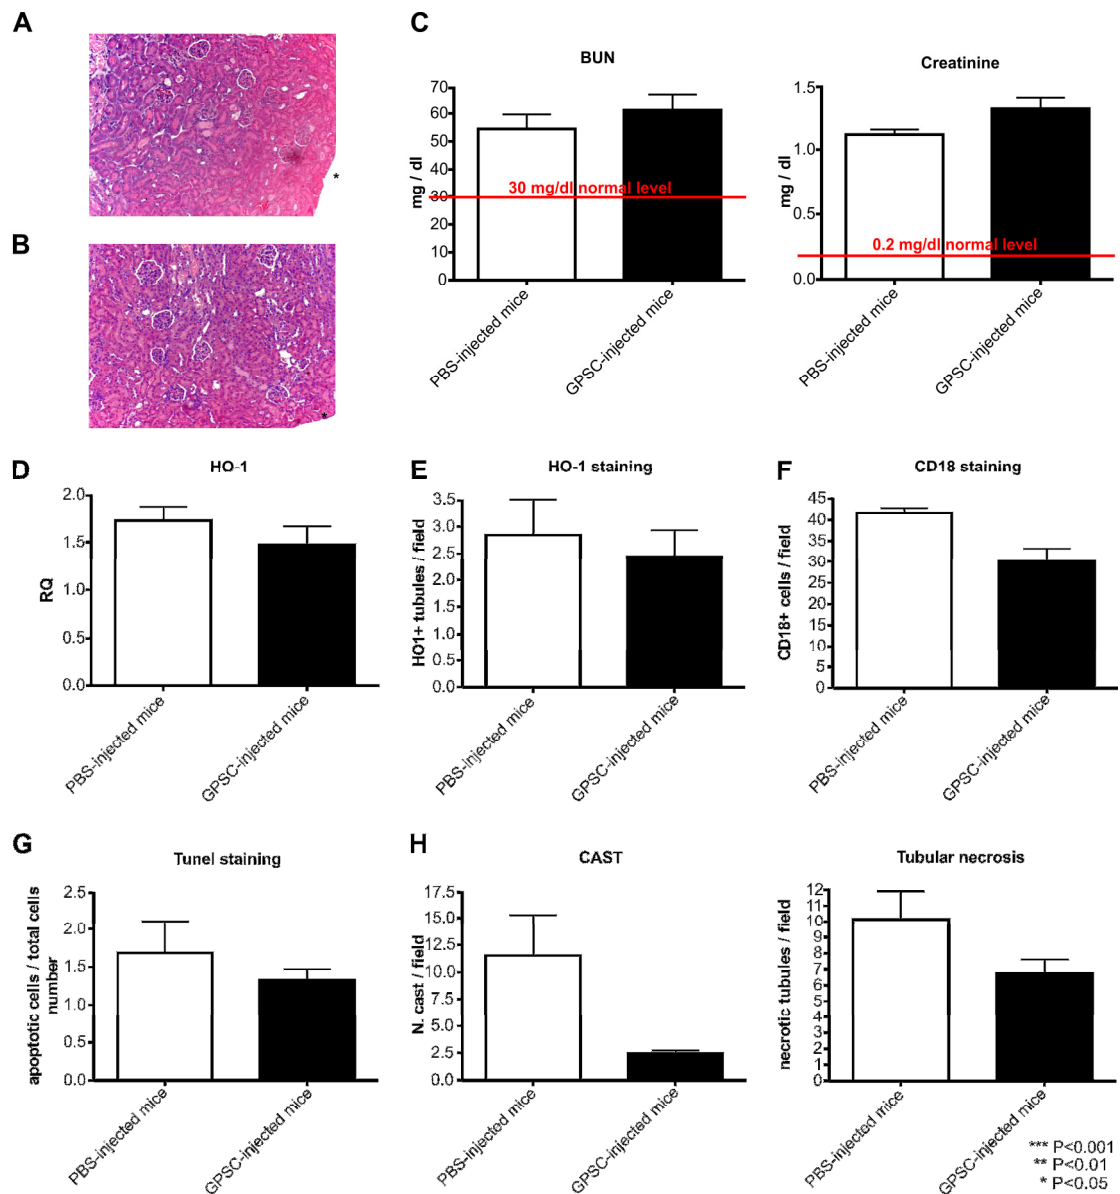 A
*
B
*
C
BUN
mg / dl
70
60
50
40
30
20
10
0
30 mg/dl normal level
PBS-injected mice
GPSC-injected mice
Creatinine
mg / dl
1.5
1.0
0.5
0.0
0.2 mg/dl normal level
PBS-injected mice
GPSC-injected mice
D
HO-1
RQ
2.0
1.5
1.0
0.5
0.0
PBS-injected mice
GPSC-injected mice
E
HO-1 staining
HO1+ tubules / field
3.5
3.0
2.5
2.0
1.5
1.0
0.5
0.0
PBS-injected mice
GPSC-injected mice
F
CD18 staining
CD18+ cells / field
45
40
35
30
25
20
15
10
5
0
PBS-injected mice
GPSC-injected mice
G
Tunel staining
apoptotic cells / total cells
number
2.5
2.0
1.5
1.0
0.5
0.0
PBS-injected mice
GPSC-injected mice
H
CAST
N. cast / field
17.5
15.0
12.5
10.0
7.5
5.0
2.5
0.0
PBS-injected mice
GPSC-injected mice
Tubular necrosis
necrotic tubules / field
12
11
10
9
8
7
6
5
4
3
2
1
0
PBS-injected mice
GPSC-injected mice
*** P<0.001
** P<0.01
* P<0.05